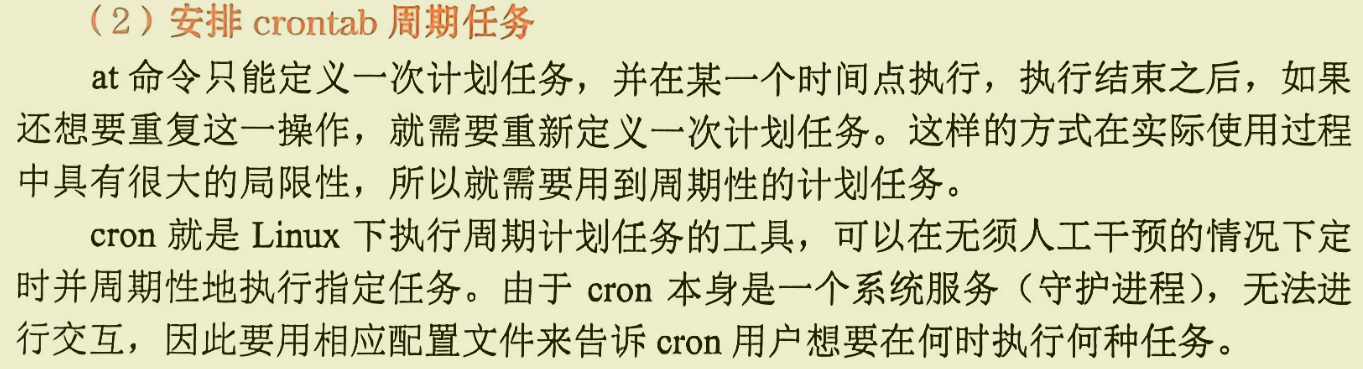 （2）安排 crontab 周期任务
at 命令只能定义一次计划任务，并在某一个时间点执行，执行结束之后，如果
还想要重复这一操作，就需要重新定义一次计划任务。这样的方式在实际使用过程
中具有很大的局限性，所以就需要用到周期性的计划任务。
cron 就是 Linux 下执行周期计划任务的工具，可以在无须人工干预的情况下定
时并周期性地执行指定任务。由于 cron 本身是一个系统服务（守护进程），无法进
行交互，因此要用相应配置文件来告诉 cron 用户想要在何时执行何种任务。